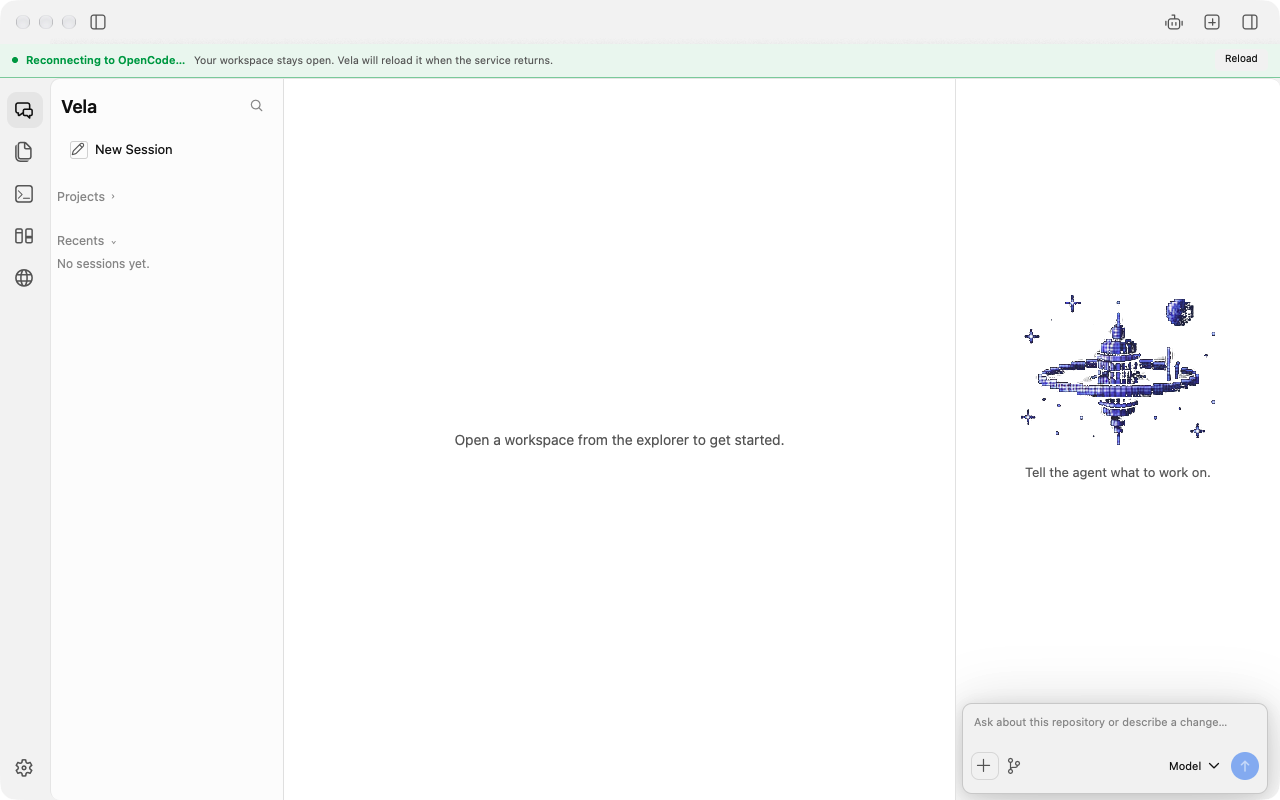 Reconnecting to OpenCode... Your workspace stays open. Vela will reload it when the service returns. Reload
Vela
New Session
Projects
Recents
No sessions yet.
Open a workspace from the explorer to get started.
Tell the agent what to work on.
Ask about this repository or describe a change...
Model